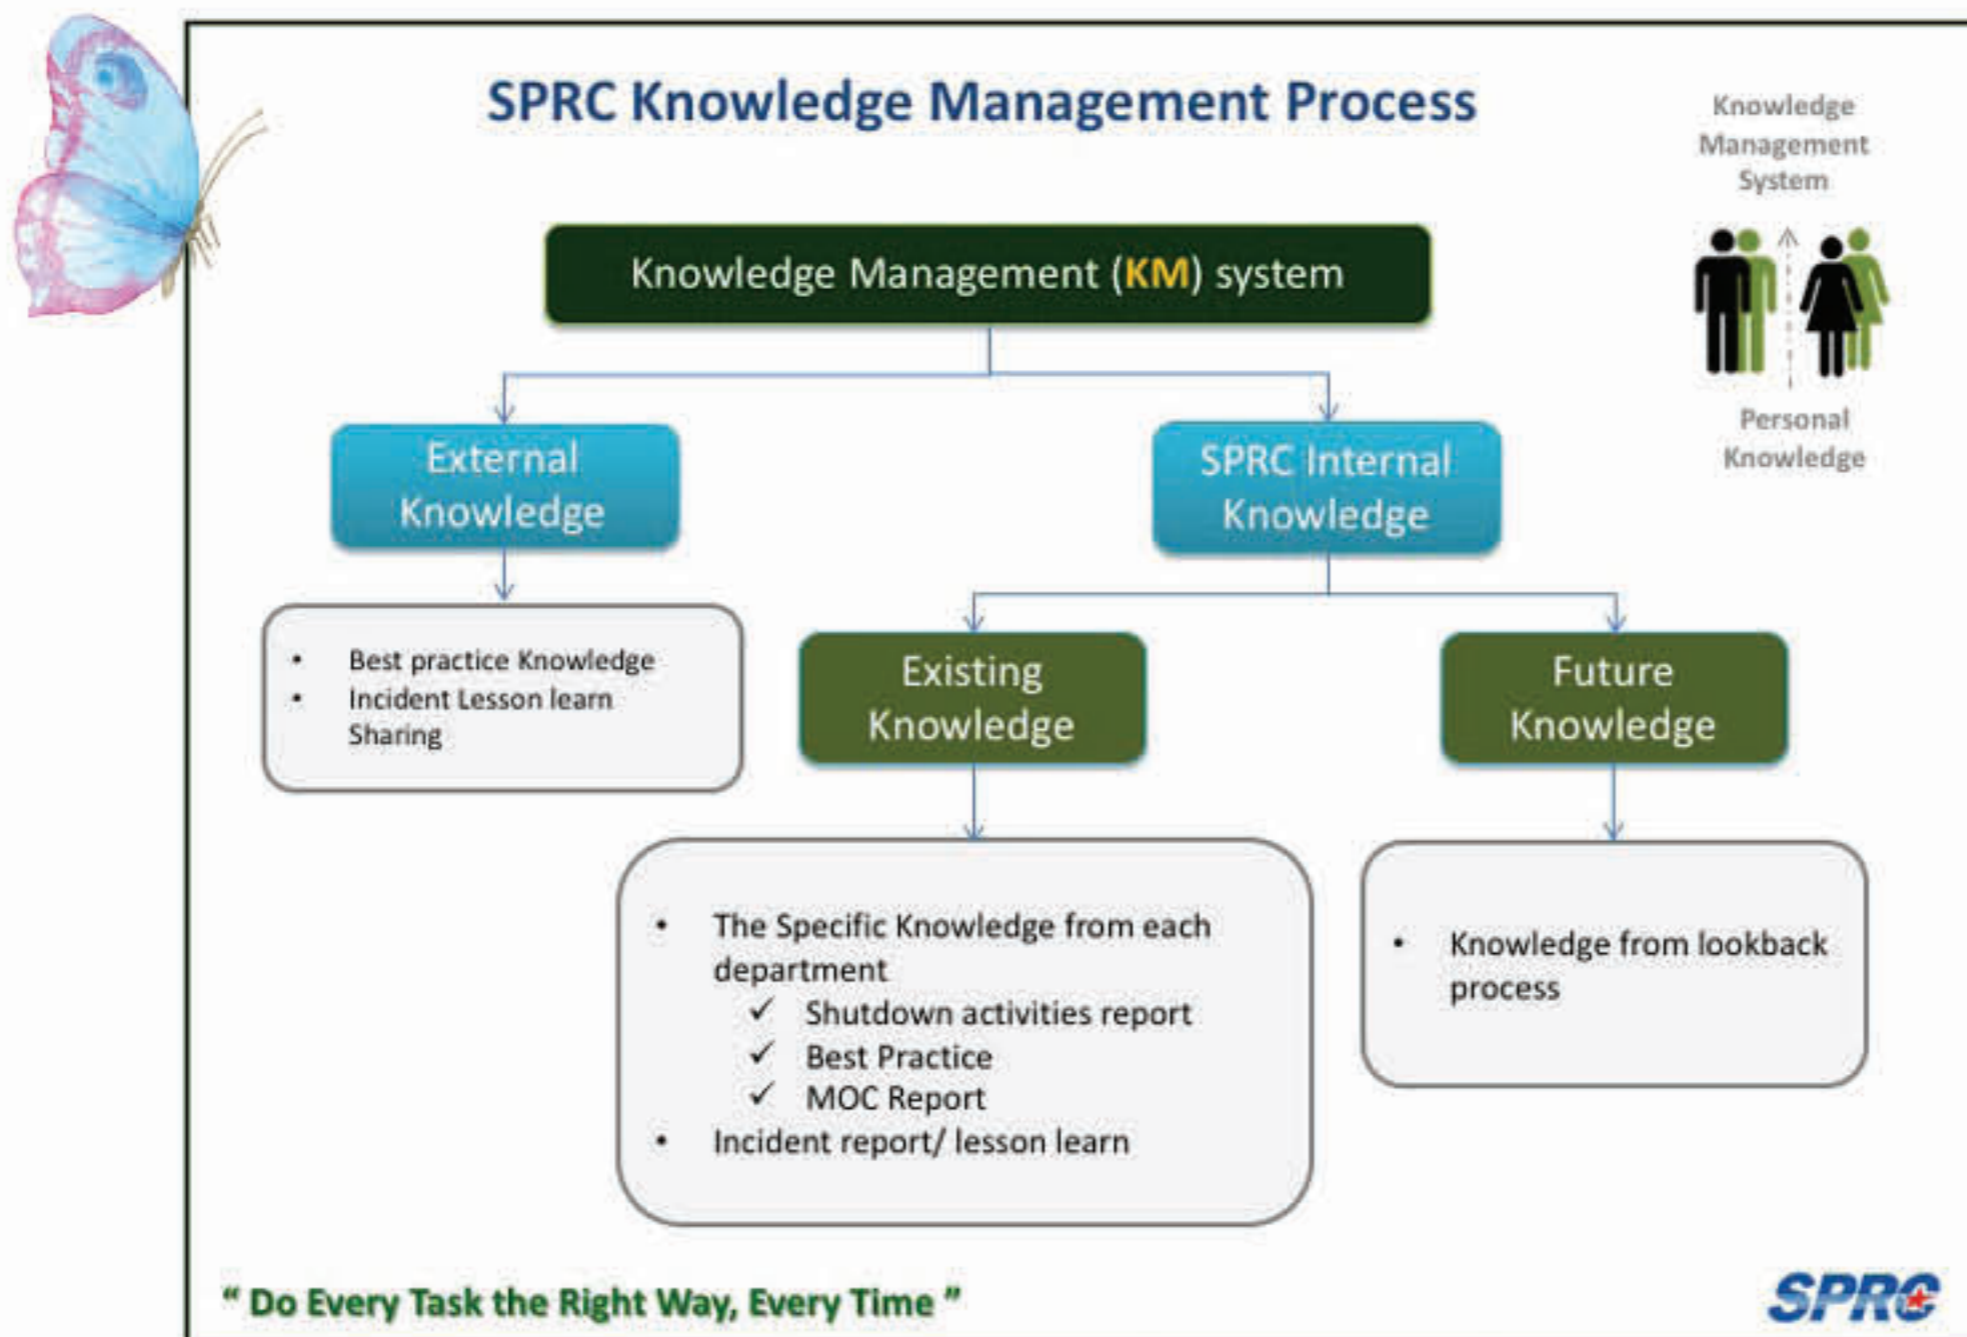 SPRC Knowledge Management Process
Knowledge
Management
System
Personal
Knowledge
Knowledge Management (KM) system
External
Knowledge
SPRC Internal
Knowledge
• Best practice Knowledge
• Incident Lesson learn
Sharing
Existing
Knowledge
Future
Knowledge
• The Specific Knowledge from each
department
✓ Shutdown activities report
✓ Best Practice
✓ MOC Report
• Incident report/ lesson learn
• Knowledge from lookback
process
“ Do Every Task the Right Way, Every Time ”
SPRC